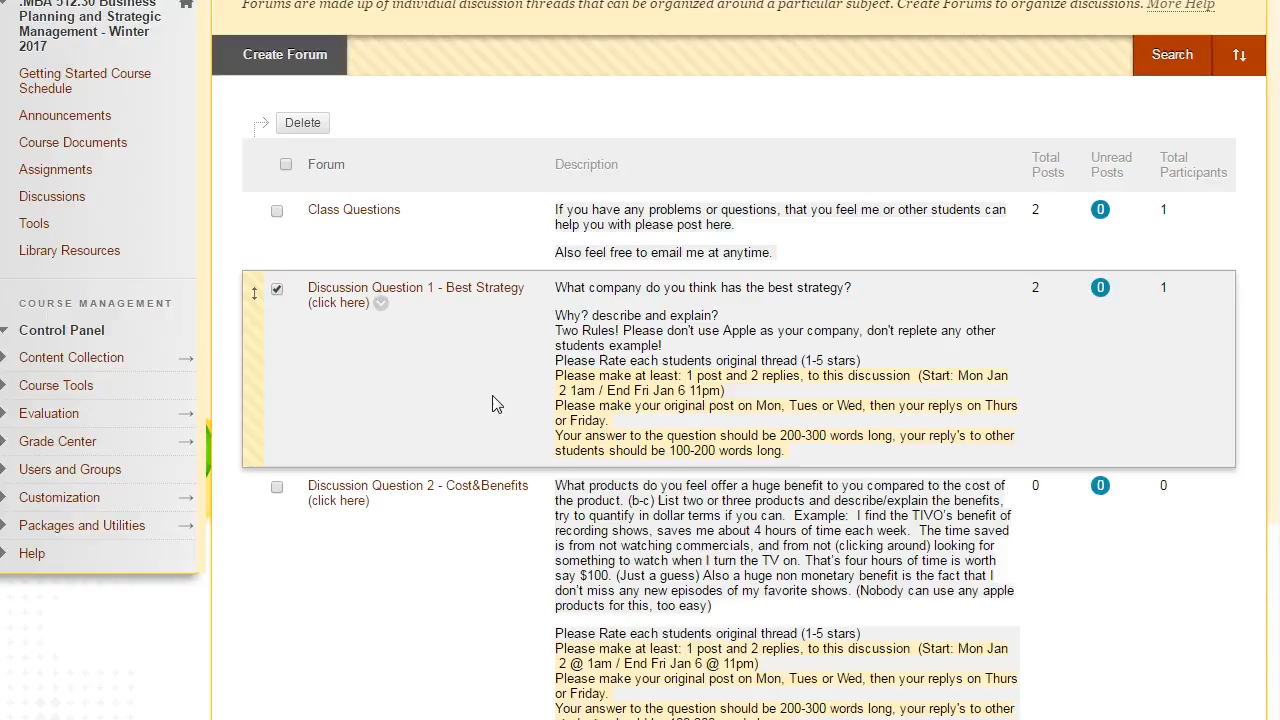 .MBA 512.30 Business
Planning and Strategic
Management - Winter
2017
Getting Started Course
Schedule
Announcements
Course Documents
Assignments
Discussions
Tools
Library Resources
COURSE MANAGEMENT
Control Panel
Content Collection
Course Tools
Evaluation
Grade Center
Users and Groups
Customization
Packages and Utilities
Help
Forums are made up of individual discussion threads that can be organized around a particular subject. Create Forums to organize discussions. More Help
Create Forum
Search
Delete
Forum
Description
Total
Posts
Unread
Posts
Total
Participants
Class Questions
If you have any problems or questions, that you feel me or other students can
help you with please post here.
Also feel free to email me at anytime.
2
0
1
Discussion Question 1 - Best Strategy
(click here)
What company do you think has the best strategy?
Why? describe and explain?
Two Rules! Please don't use Apple as your company, don't replete any other
students example!
Please Rate each students original thread (1-5 stars)
Please make at least: 1 post and 2 replies, to this discussion  (Start: Mon Jan
2 1am / End Fri Jan 6 11pm)
Please make your original post on Mon, Tues or Wed, then your replys on Thurs
or Friday.
Your answer to the question should be 200-300 words long, your reply's to other
students should be 100-200 words long.
2
0
1
Discussion Question 2 - Cost&Benefits
(click here)
What products do you feel offer a huge benefit to you compared to the cost of
the product. (b-c) List two or three products and describe/explain the benefits,
try to quantify in dollar terms if you can.  Example:  I find the TIVO's benefit of
recording shows, saves me about 4 hours of time each week.  The time saved
is from not watching commercials, and from not (clicking around) looking for
something to watch when I turn the TV on. That's four hours of time is worth
say $100. (Just a guess) Also a huge non monetary benefit is the fact that I
don't miss any new episodes of my favorite shows. (Nobody can use any apple
products for this, too easy)
Please Rate each students original thread (1-5 stars)
Please make at least: 1 post and 2 replies, to this discussion  (Start: Mon Jan
2 @ 1am / End Fri Jan 6 @ 11pm)
Please make your original post on Mon, Tues or Wed, then your replys on Thurs
or Friday.
Your answer to the question should be 200-300 words long, your reply's to other
0
0
0